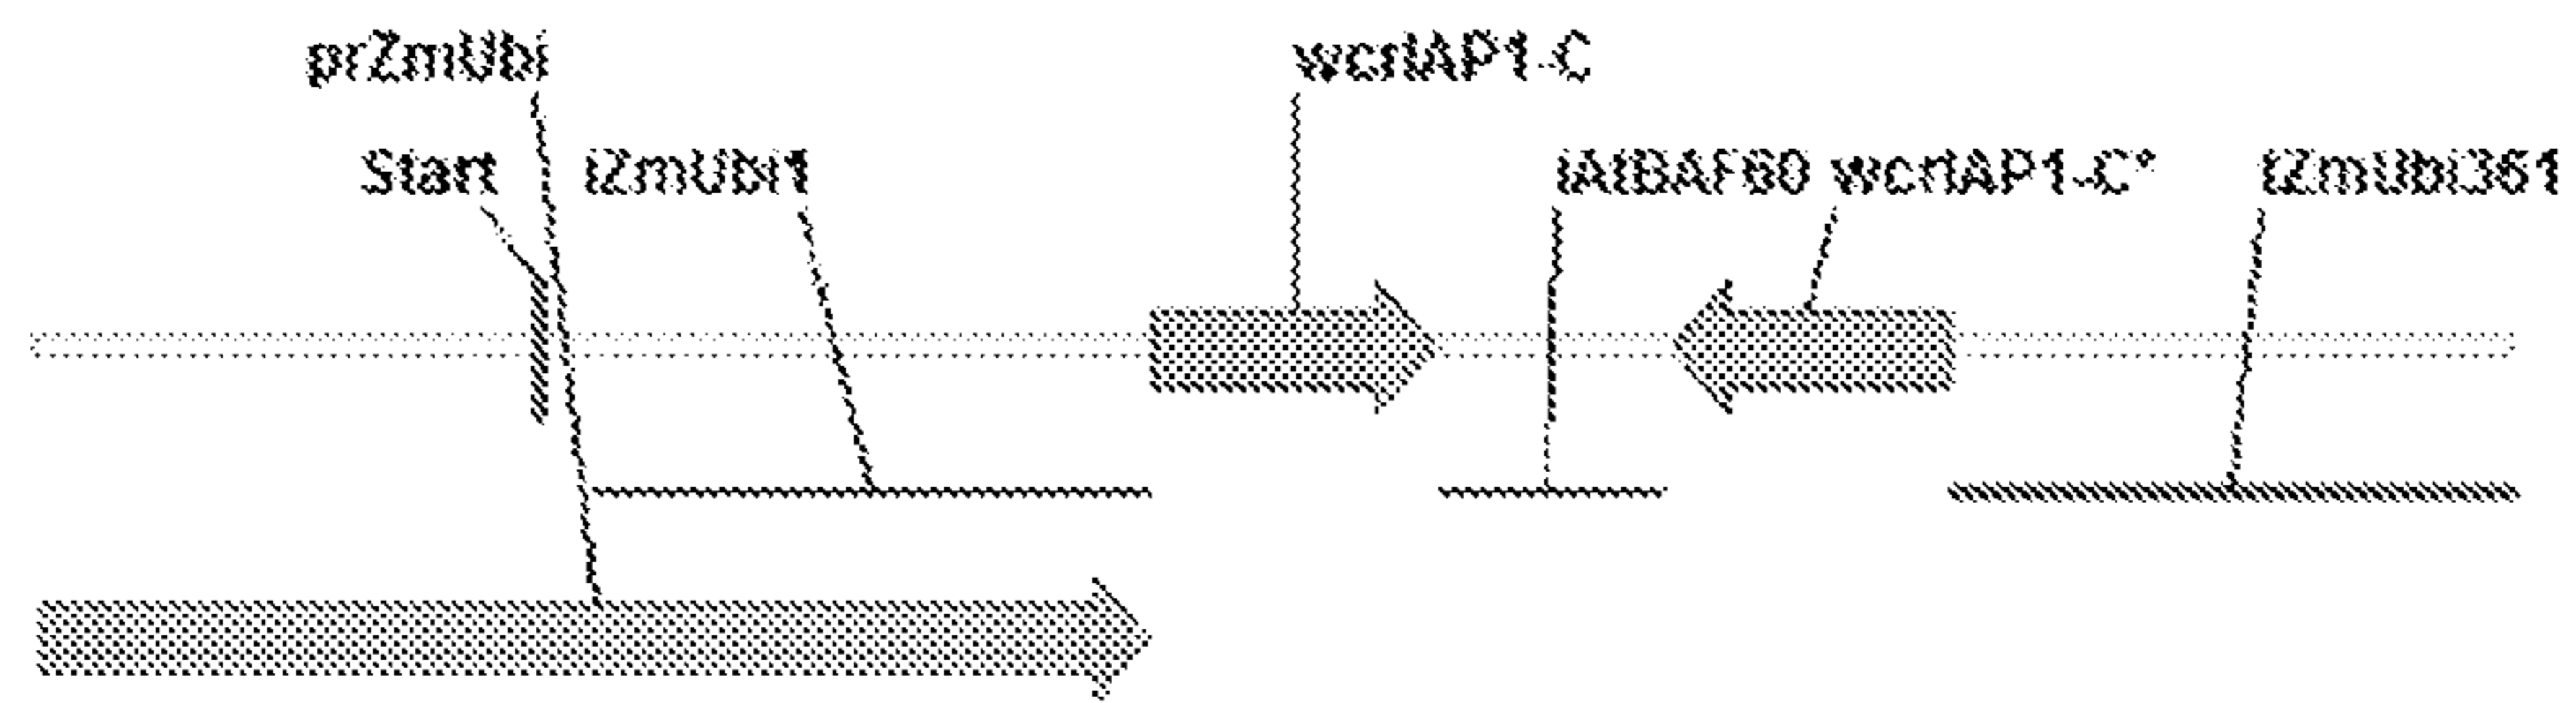 prZmUbi wcrIAP1-C
Start iZmUbi1 iAtBAF60 wcrIAP1-C* tZmUbi361